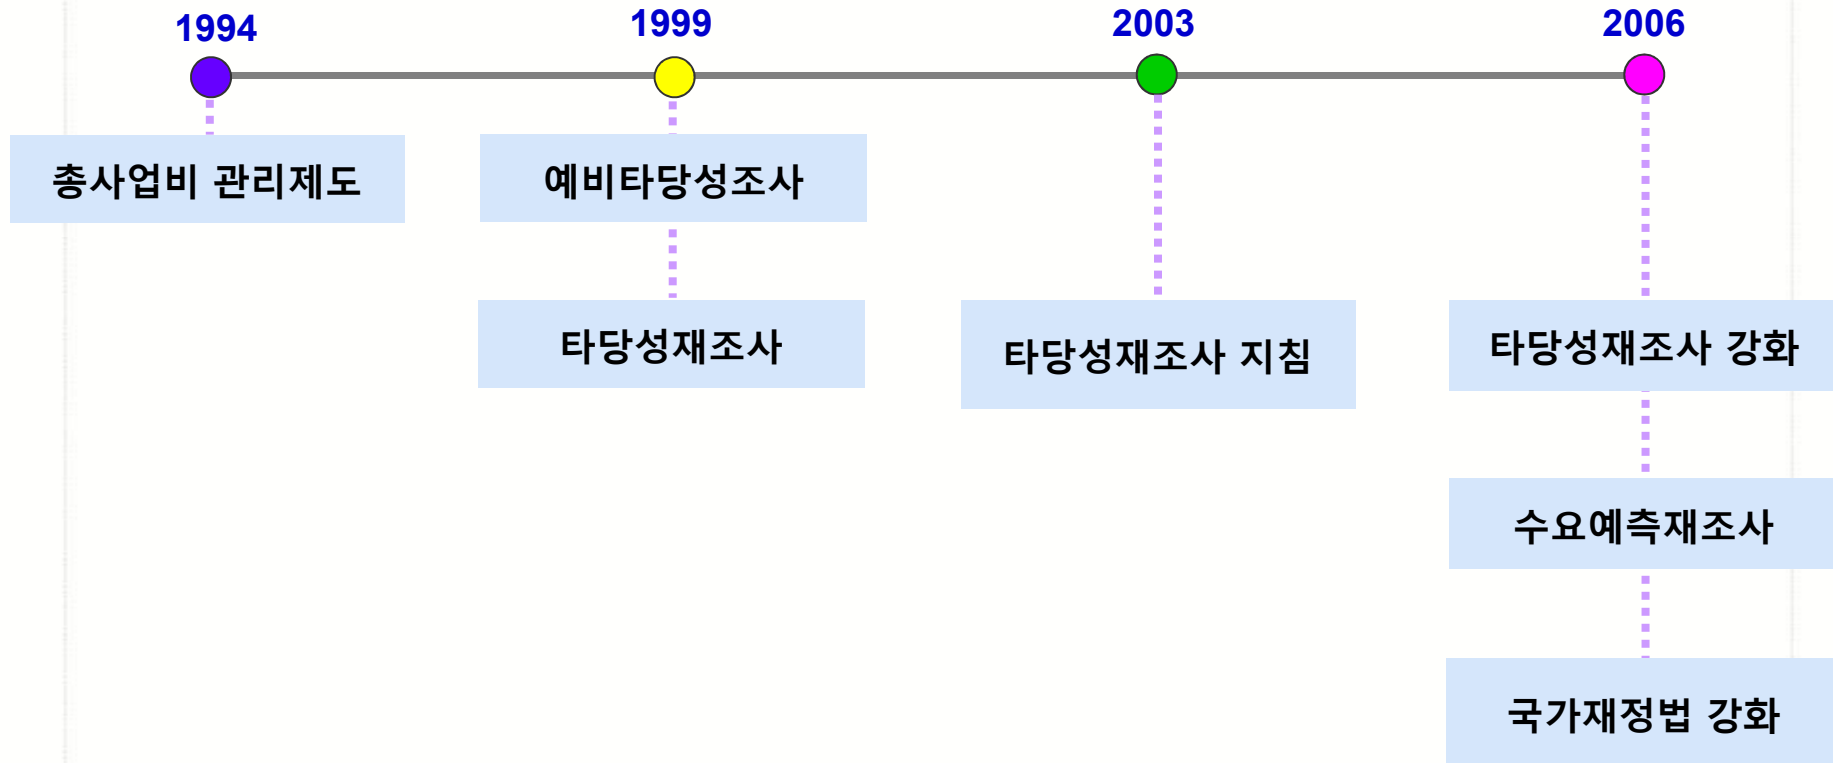 1994
1999
2003
2006
총사업비 관리제도
예비타당성조사
타당성재조사
타당성재조사 지침
타당성재조사 강화
수요예측재조사
국가재정법 강화